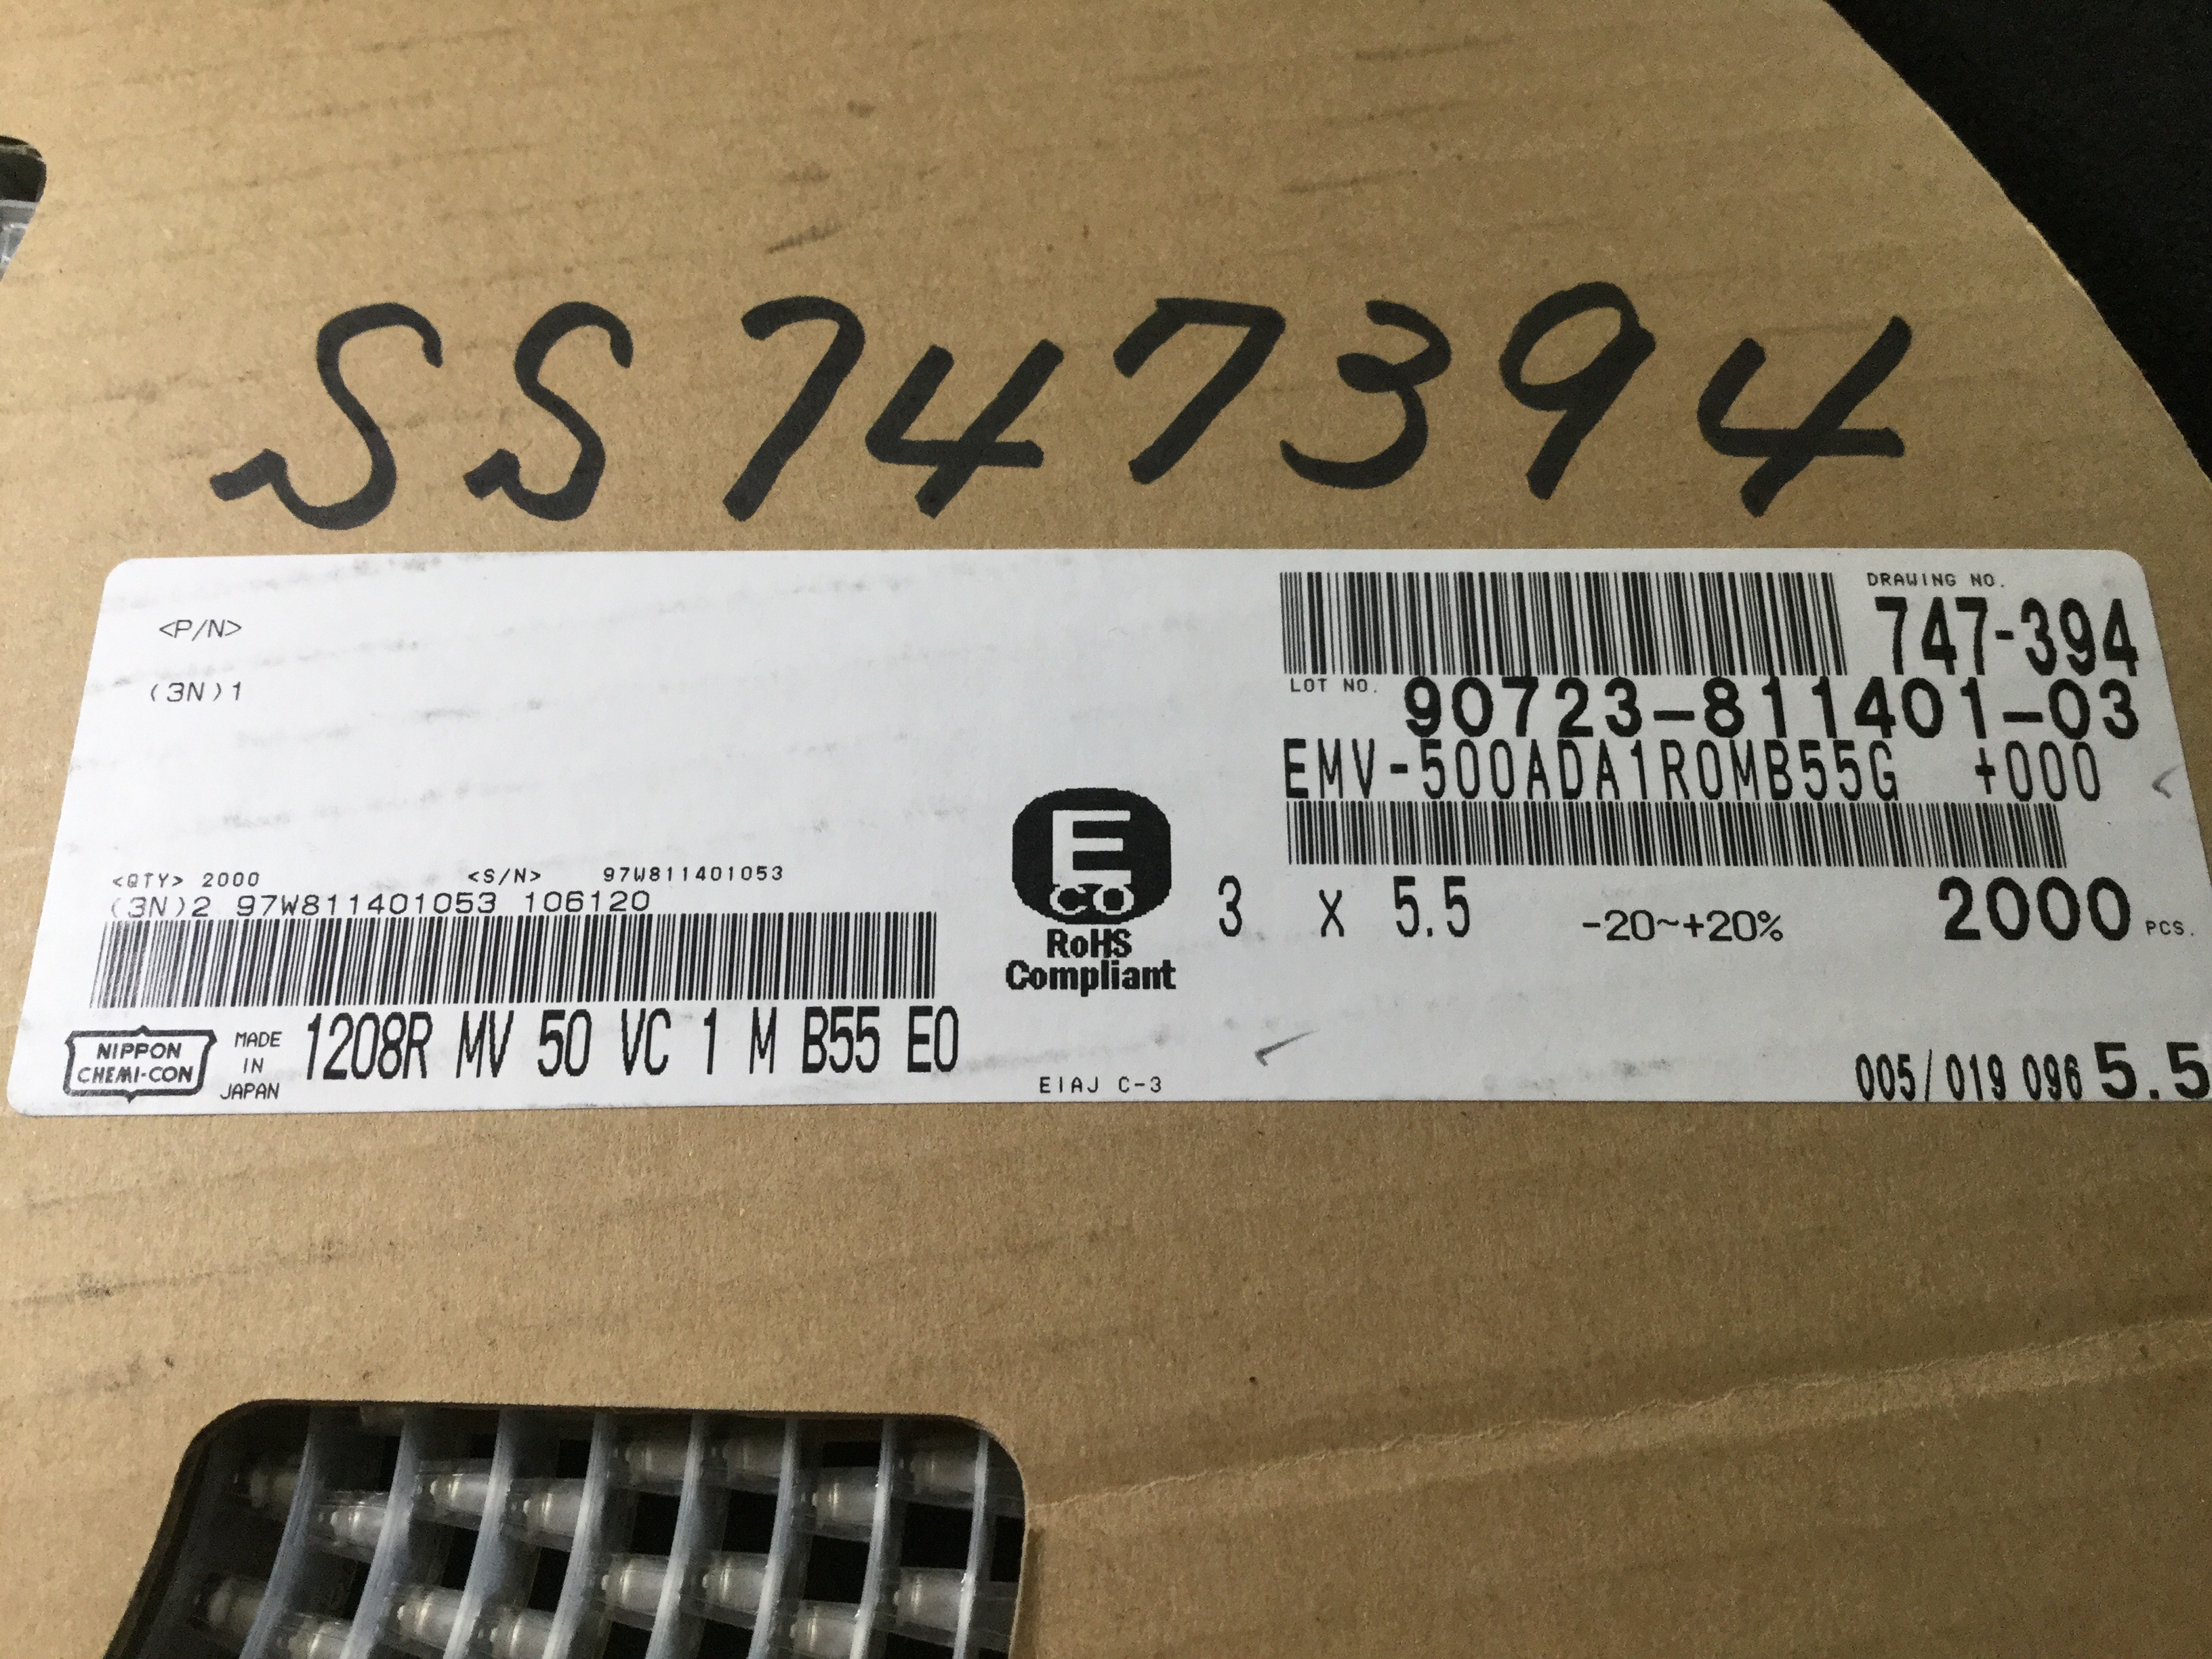 SS747394
<P/N>
(3N)1
DRAWING NO.
747-394
LOT NO. 90723-811401-03
EMV-500ADA1R0MB55G +000
<QTY> 2000 <S/N> 97W811401053
(3N)2 97W811401053 106120
E
CO
RoHS
Compliant
3 x 5.5 -20~+20% 2000 PCS.
NIPPON
CHEMI-CON
MADE
IN
JAPAN
1208R MV 50 VC 1 M B55 E0
EIAJ C-3
005/019 096 5.5